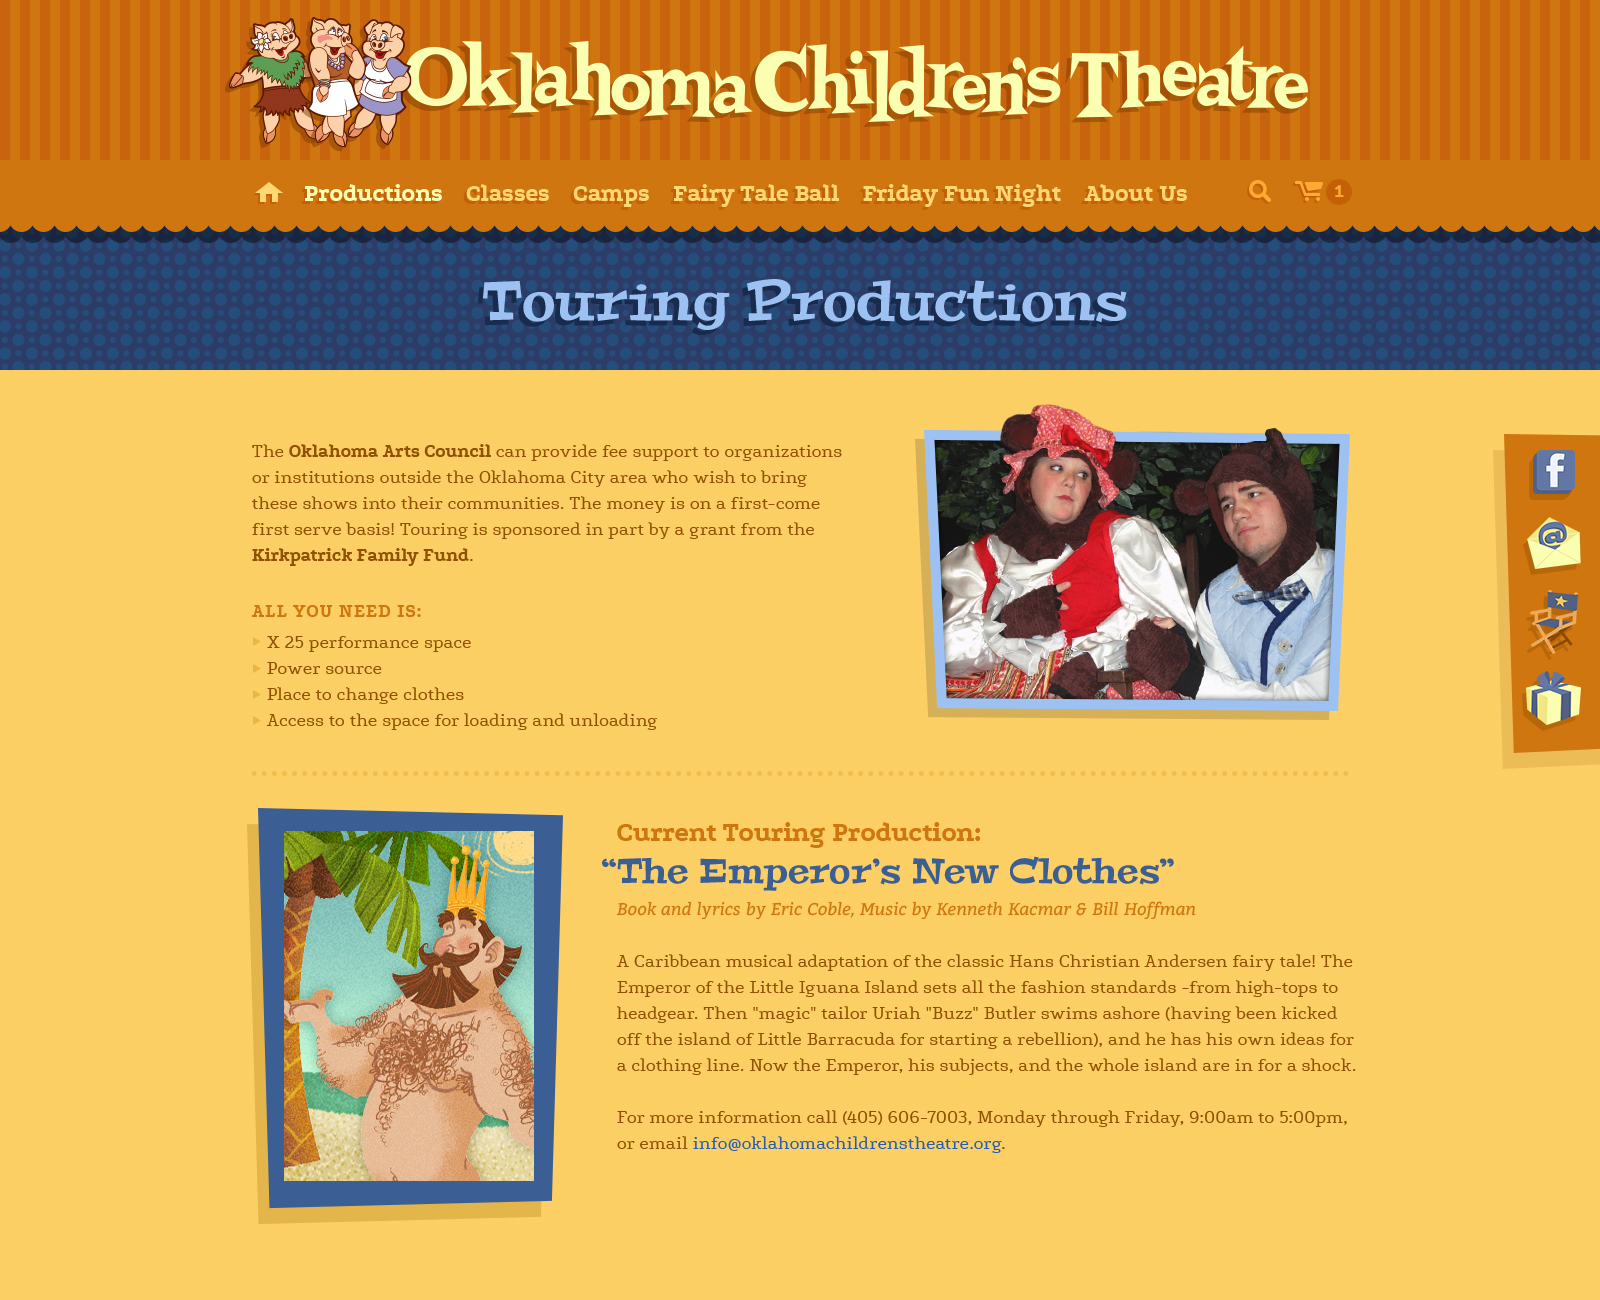 Oklahoma Children's Theatre
Productions Classes Camps Fairy Tale Ball Friday Fun Night About Us 1
Touring Productions
The Oklahoma Arts Council can provide fee support to organizations
or institutions outside the Oklahoma City area who wish to bring
these shows into their communities. The money is on a first-come
first serve basis! Touring is sponsored in part by a grant from the
Kirkpatrick Family Fund.
ALL YOU NEED IS:
X 25 performance space
Power source
Place to change clothes
Access to the space for loading and unloading
f
@
Current Touring Production:
“The Emperor’s New Clothes”
Book and lyrics by Eric Coble, Music by Kenneth Kacmar & Bill Hoffman
A Caribbean musical adaptation of the classic Hans Christian Andersen fairy tale! The
Emperor of the Little Iguana Island sets all the fashion standards -from high-tops to
headgear. Then "magic" tailor Uriah "Buzz" Butler swims ashore (having been kicked
off the island of Little Barracuda for starting a rebellion), and he has his own ideas for
a clothing line. Now the Emperor, his subjects, and the whole island are in for a shock.
For more information call (405) 606-7003, Monday through Friday, 9:00am to 5:00pm,
or email info@oklahomachildrenstheatre.org.